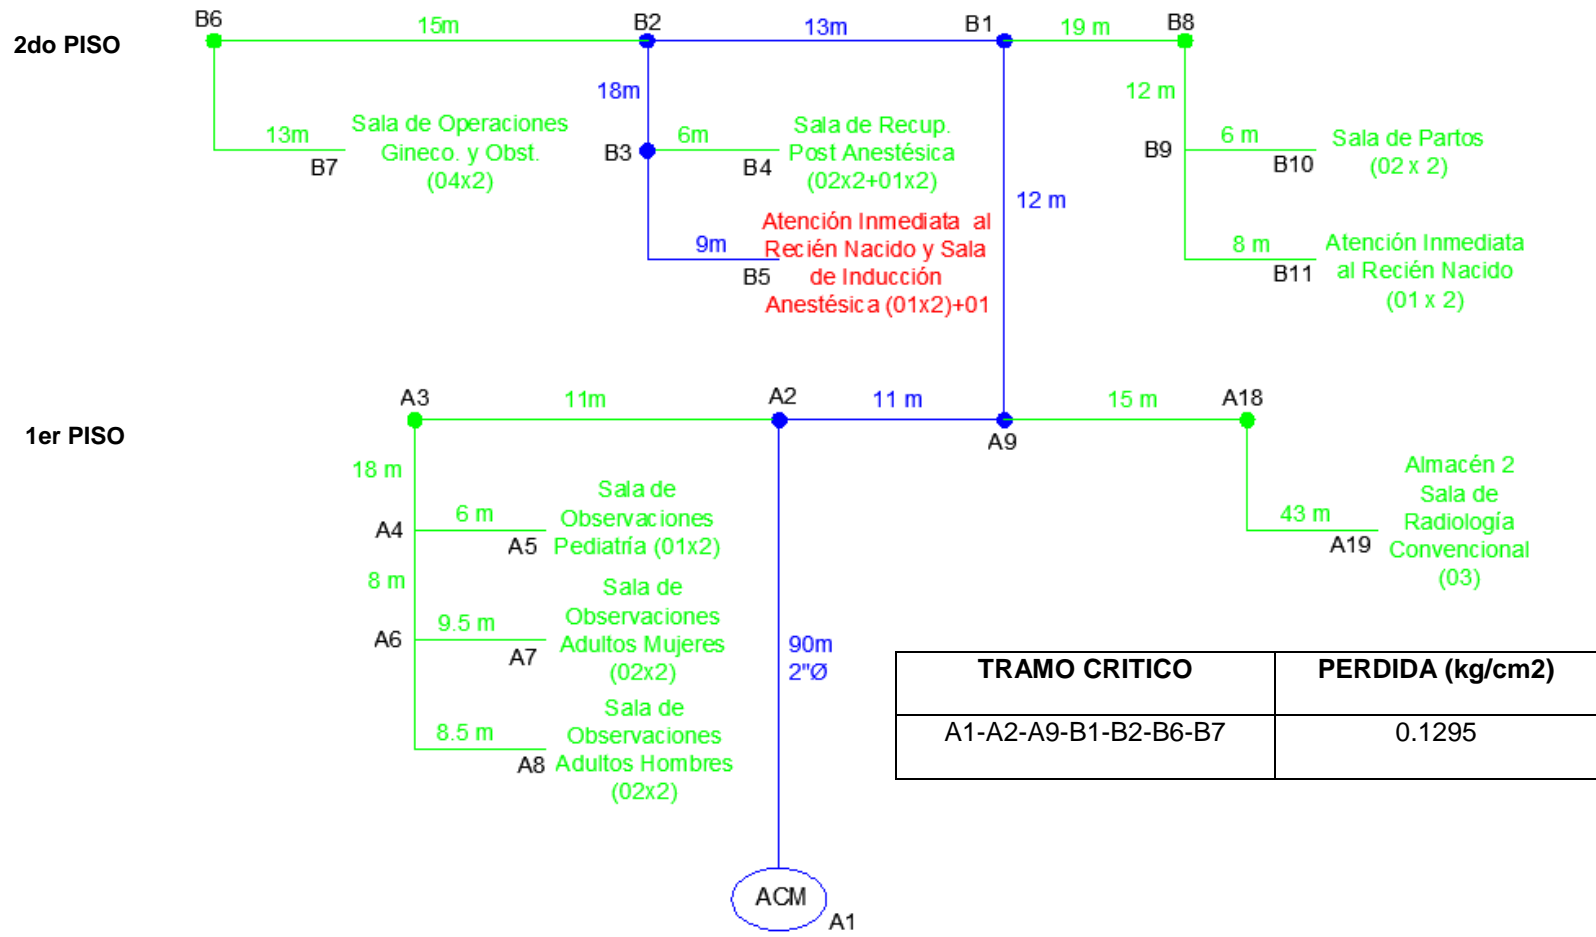 2do PISO
B6
15m
B2
13m
B1
19 m
B8
18m
12 m
13m
B7
Sala de Operaciones
Gineco. y Obst.
(04x2)
B3
6m
B4
Sala de Recup.
Post Anestésica
(02x2+01x2)
B9
6 m
B10
Sala de Partos
(02 x 2)
12 m
9m
B5
Atención Inmediata al
Recién Nacido y Sala
de Inducción
Anestésica (01x2)+01
8 m
B11
Atención Inmediata
al Recién Nacido
(01 x 2)
1er PISO
A3
11m
A2
11 m
A9
15 m
A18
18 m
A4
6 m
A5
Sala de
Observaciones
Pediatría (01x2)
43 m
A19
Almacén 2
Sala de
Radiología
Convencional
(03)
8 m
A6
9.5 m
A7
Sala de
Observaciones
Adultos Mujeres
(02x2)
90m
2"Ø
8.5 m
A8
Sala de
Observaciones
Adultos Hombres
(02x2)
TRAMO CRITICO PERDIDA (kg/cm2)
A1-A2-A9-B1-B2-B6-B7 0.1295
ACM
A1